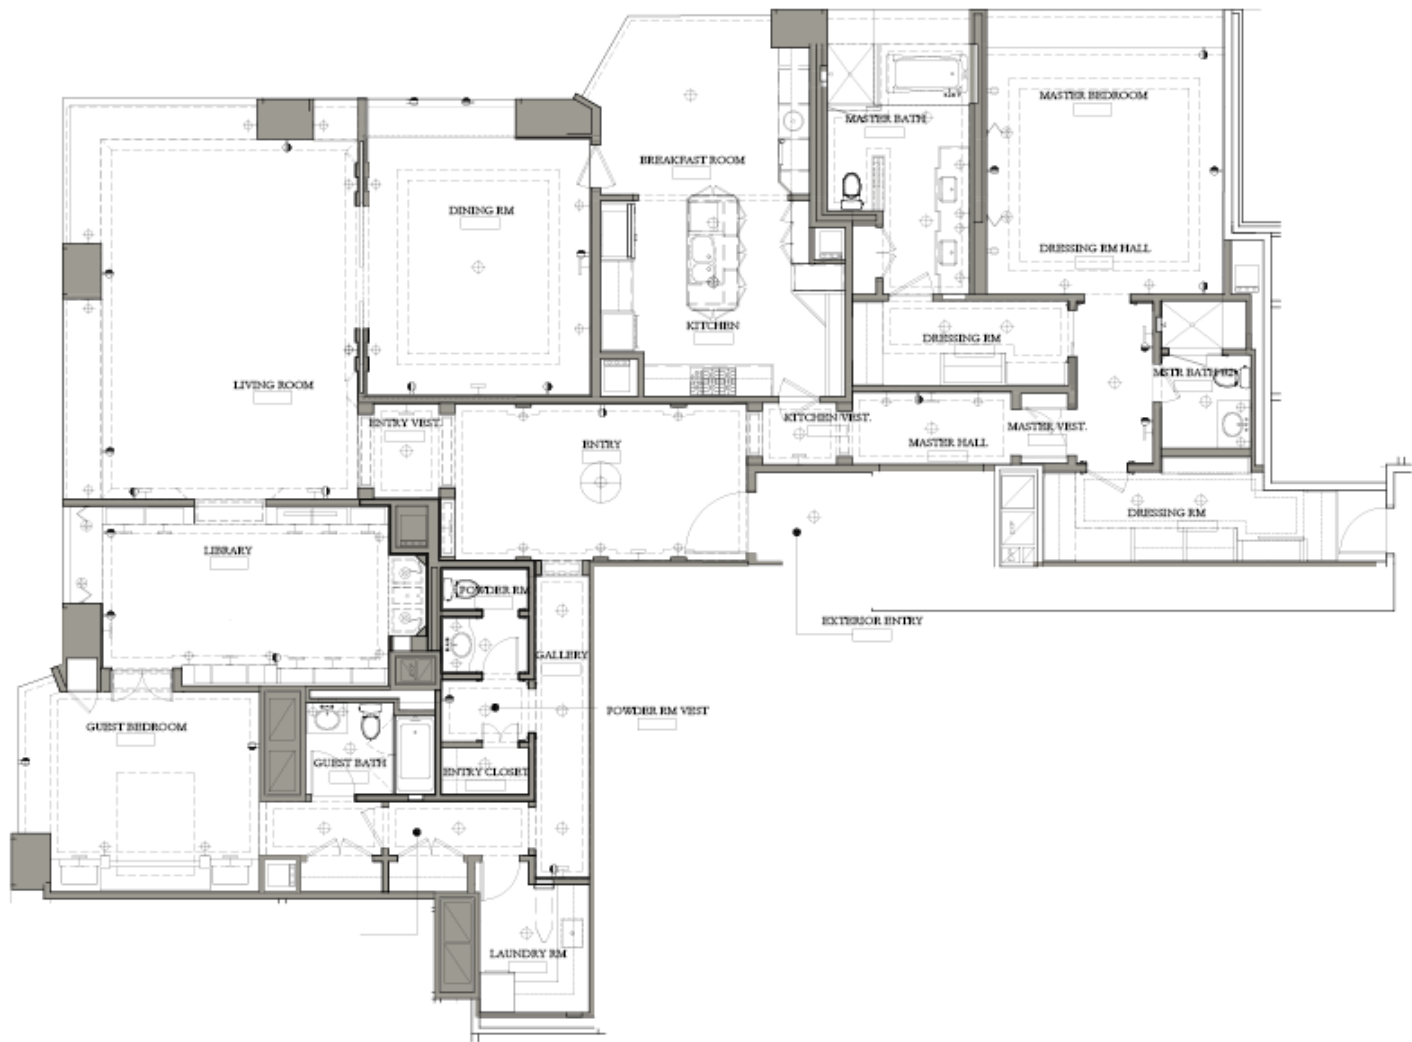 MASTER BEDROOM
MASTER BATH
BREAKFAST ROOM
DINING RM
DRESSING RM HALL
KITCHEN
DRESSING RM
LIVING ROOM
MSTR BATH
ENTRY VEST.
KITCHEN VEST.
MASTER VEST.
ENTRY
MASTER HALL
DRESSING RM
LIBRARY
POWDER RM
EXTERIOR ENTRY
GALLERY
POWDER RM VEST
GUEST BEDROOM
GUEST BATH
ENTRY CLOSET
LAUNDRY RM